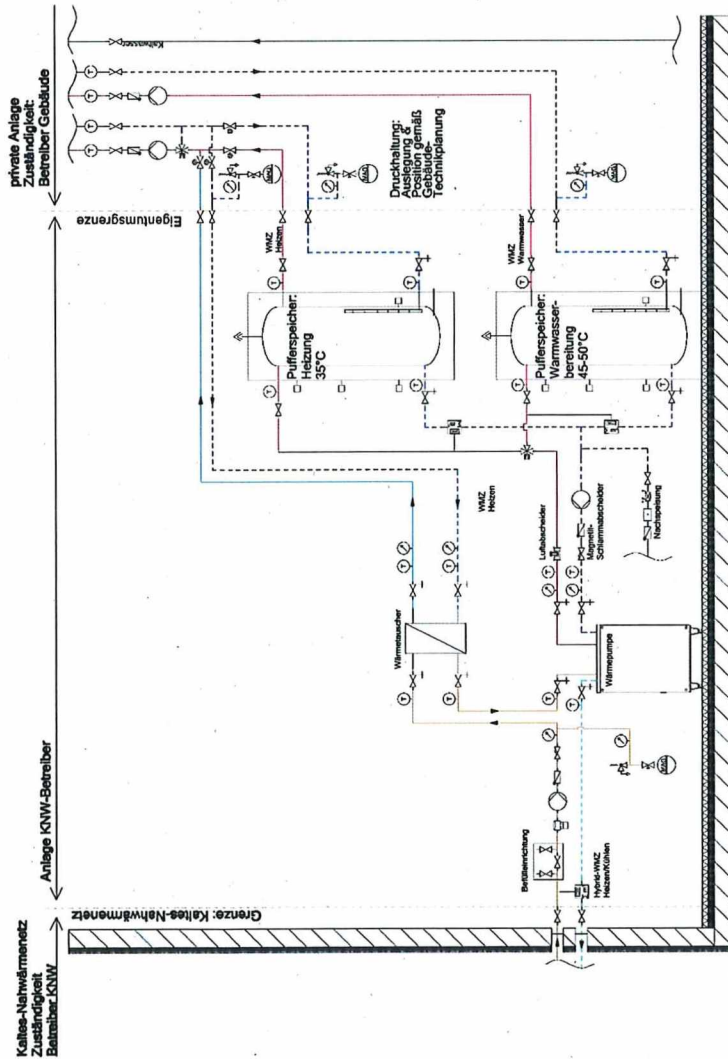 Kaltes-Nahwärmenetz
Zuständigkeit
Betreiber KNW
Anlage KNW-Betreiber
private Anlage
Zuständigkeit:
Betreiber Gebäude
Grenze: Kaltes-Nahwärmenetz
Eigentumsgrenze
Kaltwasser
Druckhaltung:
Auslegung &
Position gemäß
Gebäude-
Technikplanung
WMZ
Heizen
Pufferspeicher:
Heizung
35°C
WMZ
Warmwasser
Pufferspeicher:
Warmwasser-
bereitung
45-50°C
WMZ
Heizen
Wärmetauscher
Luftabscheider
Magnetit-
Schlammabscheider
Nachspeisung
Wärmepumpe
Befülleinrichtung
Hybrid-WMZ
Heizen/Kühlen